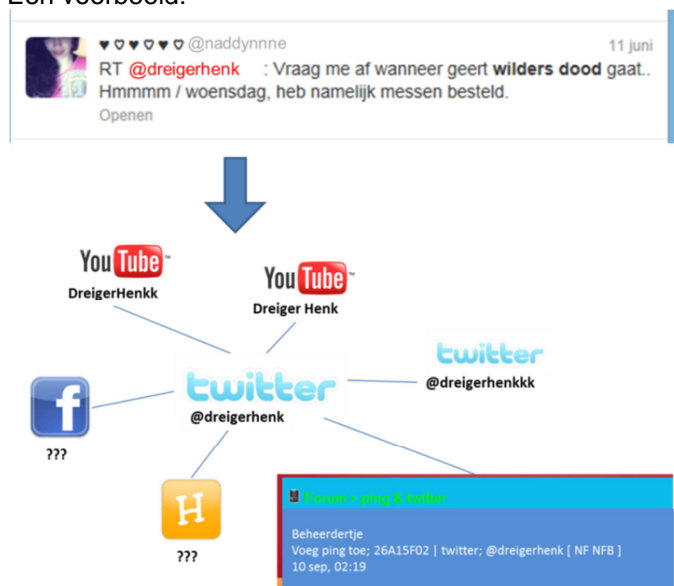 Een voorbeeld:
♥ ♡ ♥ ♡ ♥ ♡ @naddynnne 11 juni
RT @dreigerhenk : Vraag me af wanneer geert wilders dood gaat..
Hmmmm / woensdag, heb namelijk messen besteld.
Openen
YouTube
DreigerHenkk
YouTube
Dreiger Henk
twitter
@dreigerhenkkk
twitter
@dreigerhenk
f
???
H
???
Forum > ping & twitter.
Beheerdertje
Voeg ping toe; 26A15F02 | twitter; @dreigerhenk [ NF NFB ]
10 sep, 02:19